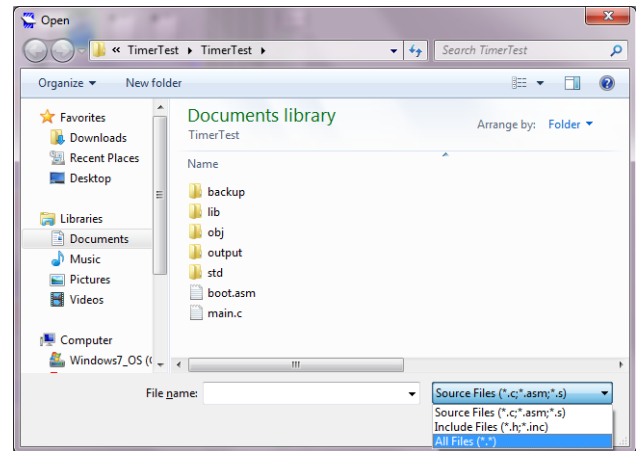 Open
« TimerTest TimerTest
Search TimerTest
Organize New folder
Favorites
Downloads
Recent Places
Desktop
Libraries
Documents
Music
Pictures
Videos
Computer
Windows7_OS (
Documents library
TimerTest
Arrange by: Folder
Name
backup
lib
obj
output
std
boot.asm
main.c
File name:
Source Files (*.c;*.asm;*.s)
Source Files (*.c;*.asm;*.s)
Include Files (*.h;*.inc)
All Files (*.*)